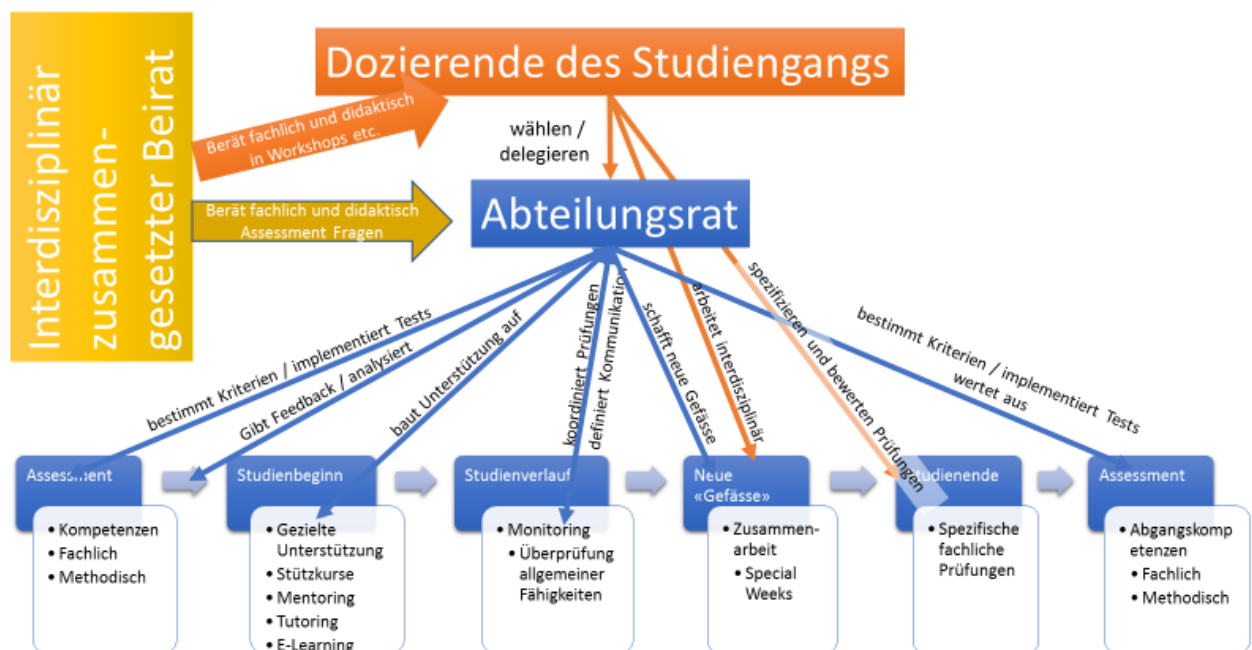 Interdisziplinär
zusammen-
gesetzter Beirat
Dozierende des Studiengangs
Berät fachlich und didaktisch
in Workshops etc.
wählen /
delegieren
Berät fachlich und didaktisch
Assessment Fragen
Abteilungsrat
bestimmt Kriterien / implementiert Tests
Gibt Feedback / analysiert
baut Unterstützung auf
koordiniert Prüfungen
definiert Kommunikation
schafft neue Gefässe
arbeitet interdisziplinär
spezifizieren und bewerten Prüfungen
bestimmt Kriterien / implementiert Tests
wertet aus
Assessment
• Kompetenzen
• Fachlich
• Methodisch
Studienbeginn
• Gezielte
Unterstützung
• Stützkurse
• Mentoring
• Tutoring
• E-Learning
Studienverlauf
• Monitoring
• Überprüfung
allgemeiner
Fähigkeiten
Neue
«Gefässe»
• Zusammen-
arbeit
• Special
Weeks
Studienende
• Spezifische
fachliche
Prüfungen
Assessment
• Abgangskomp
etenzen
• Fachlich
• Methodisch